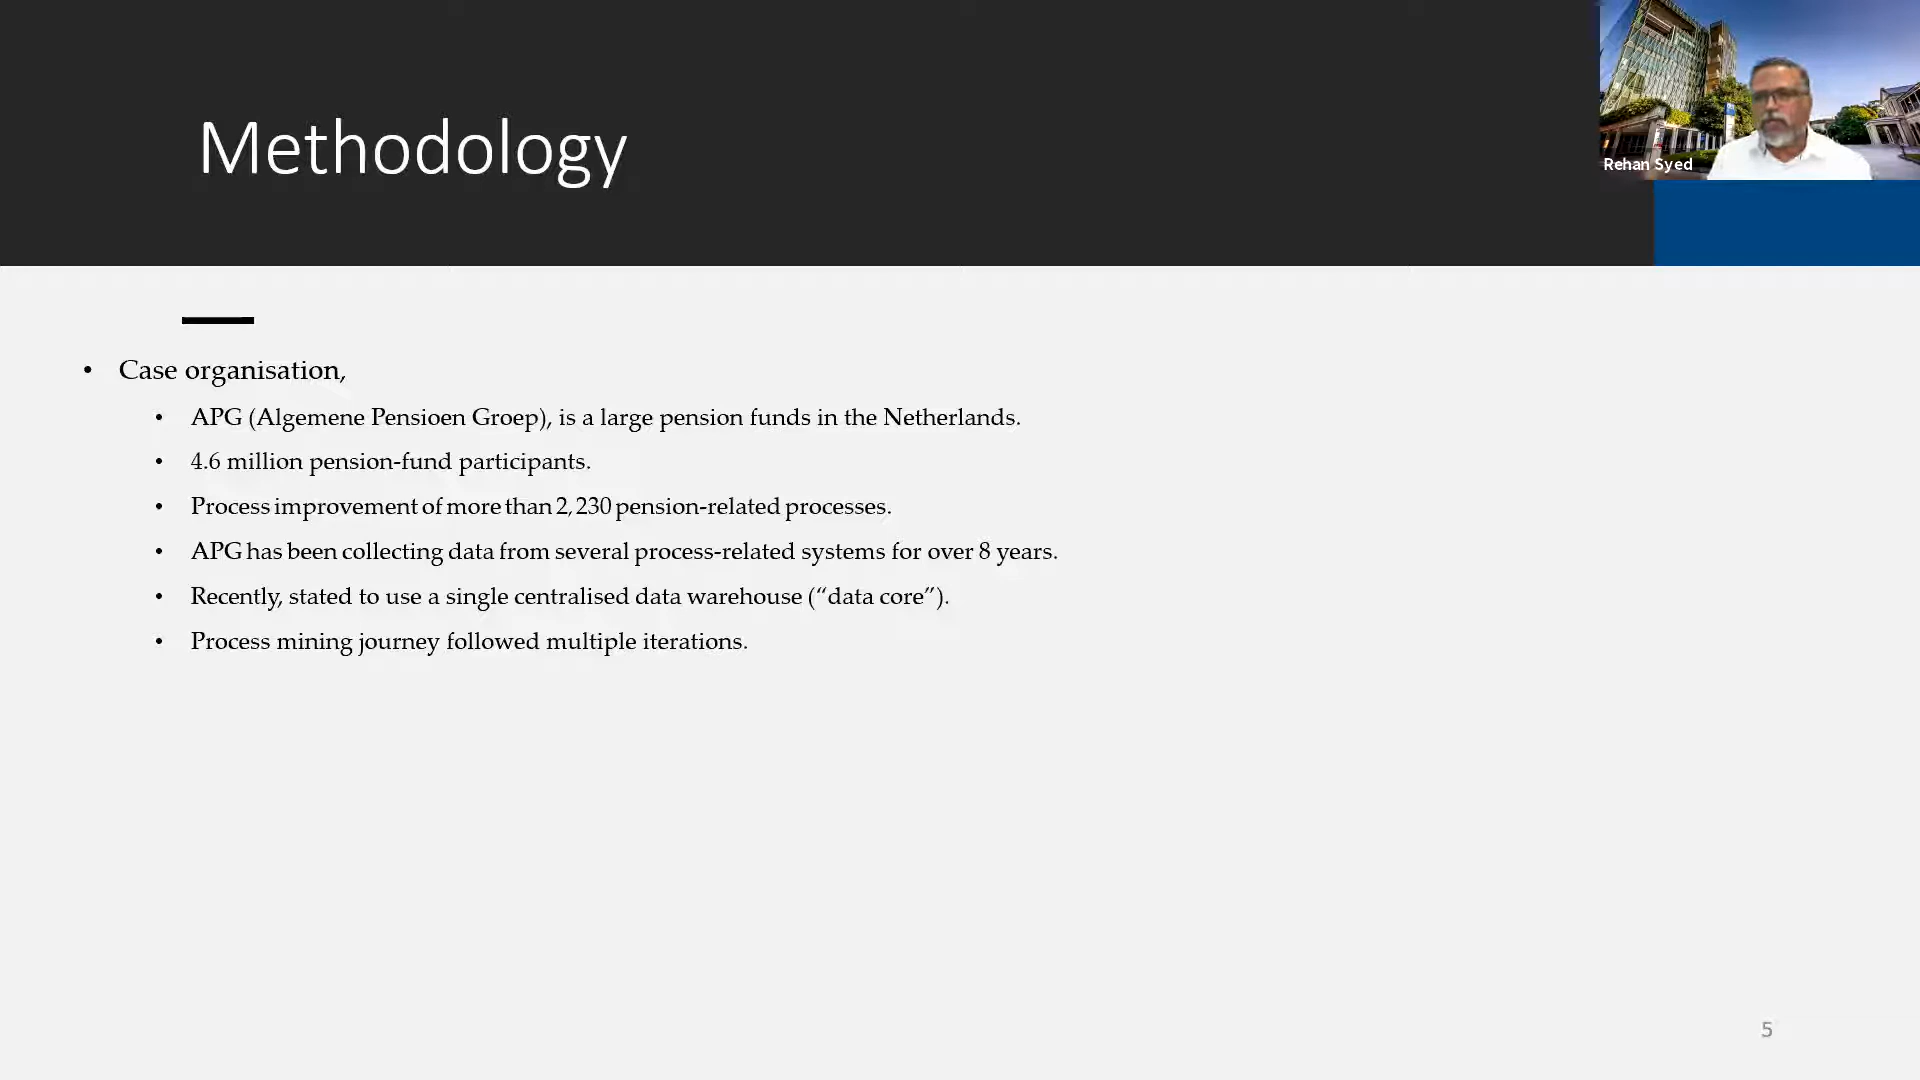 Methodology
Rehan Syed
• Case organisation,
• APG (Algemene Pensioen Groep), is a large pension funds in the Netherlands.
• 4.6 million pension-fund participants.
• Process improvement of more than 2,230 pension-related processes.
• APG has been collecting data from several process-related systems for over 8 years.
• Recently, stated to use a single centralised data warehouse (“data core”).
• Process mining journey followed multiple iterations.
5